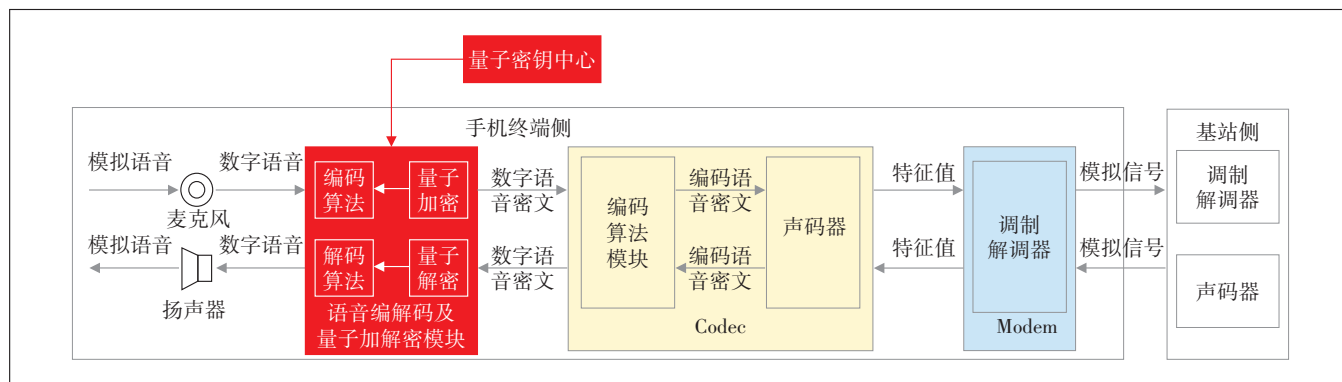 量子密钥中心
手机终端侧
基站侧
模拟语音
数字语音
麦克风
编码
算法
量子
加密
数字语
音密文
编码
算法
模块
编码语
音密文
声码器
特征值
调制
解调器
模拟信号
调制
解调器
模拟语音
数字语音
扬声器
解码
算法
量子
解密
数字语
音密文
编码语
音密文
特征值
模拟信号
声码器
语音编解码及
量子加解密模块
Codec
Modem